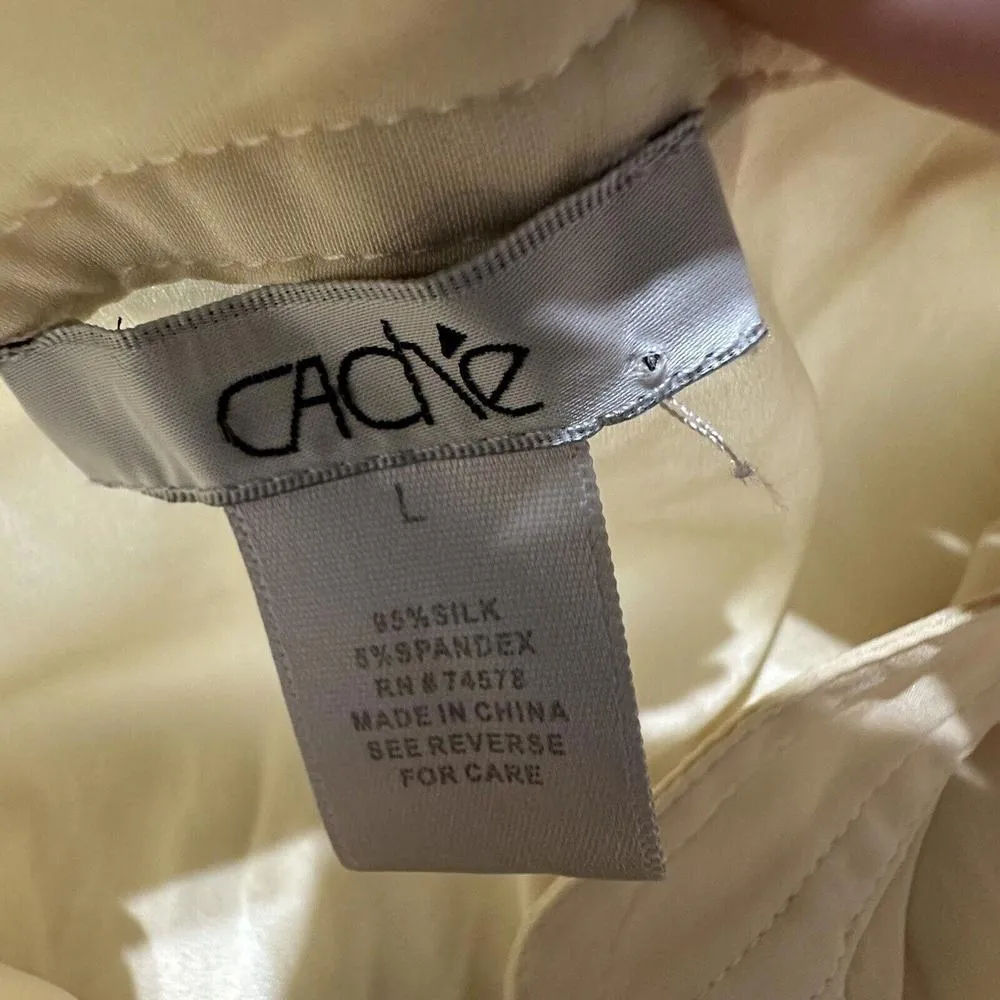 CACHE
L
95%SILK
5%SPANDEX
RN#74578
MADE IN CHINA
SEE REVERSE
FOR CARE